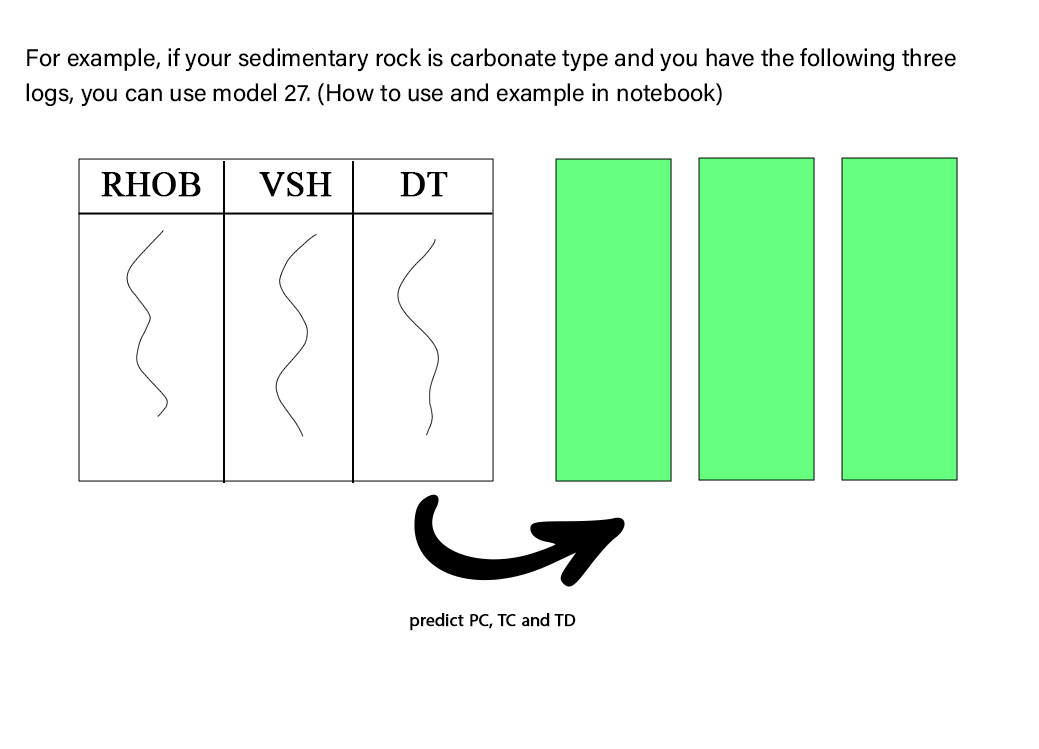 For example, if your sedimentary rock is carbonate type and you have the following three
logs, you can use model 27. (How to use and example in notebook)
RHOB VSH DT
predict PC, TC and TD